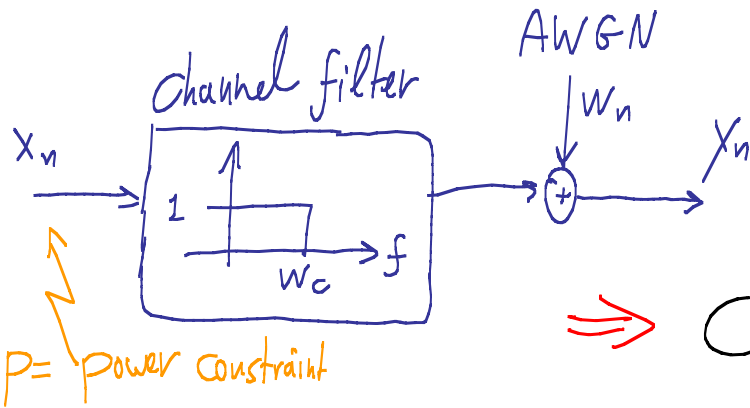 AWGN
Channel filter
Wn
Xn
Yn
1
f
Wc
+
P= power constraint